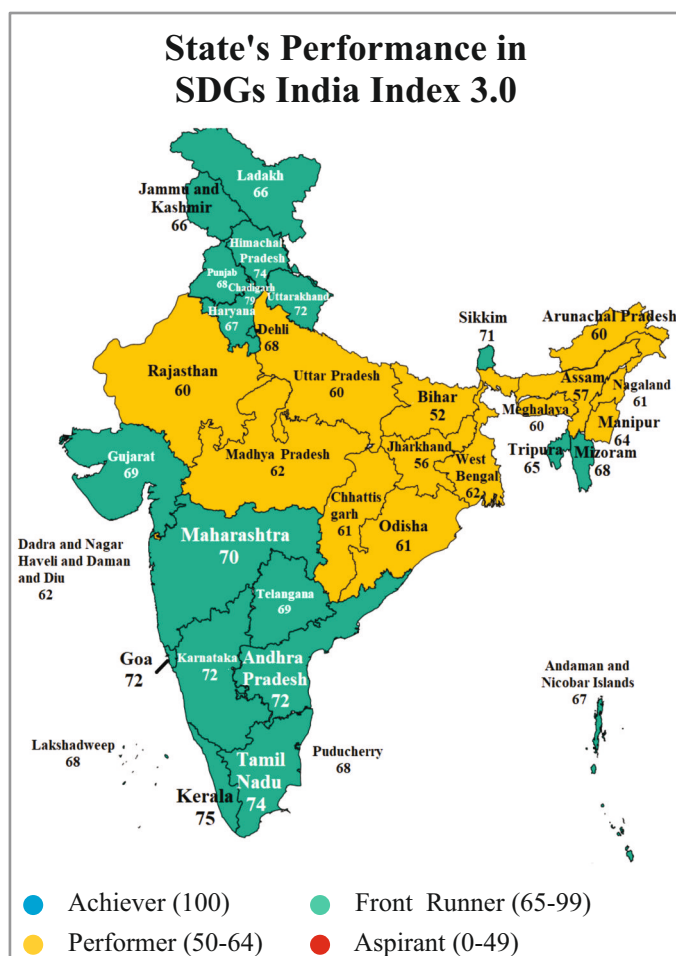 State's Performance in
SDGs India Index 3.0
Ladakh
66
Jammu and
Kashmir
66
Himachal
Pradesh
74
Punjab
68
Chadigarh
79
Uttarakhand
72
Haryana
67
Dehli
68
Sikkim
71
Arunachal Pradesh
60
Rajasthan
60
Uttar Pradesh
60
Bihar
52
Assam
57
Nagaland
61
Meghalaya
60
Manipur
64
Tripura
65
Mizoram
68
Gujarat
69
Madhya Pradesh
62
Jharkhand
56
West
Bengal
62
Chhattis
garh
61
Odisha
61
Maharashtra
70
Dadra and Nagar
Haveli and Daman
and Diu
62
Telangana
69
Goa
72
Karnataka
72
Andhra
Pradesh
72
Andaman and
Nicobar Islands
67
Lakshadweep
68
Puducherry
68
Tamil
Nadu
74
Kerala
75
Achiever (100)
Front Runner (65-99)
Performer (50-64)
Aspirant (0-49)